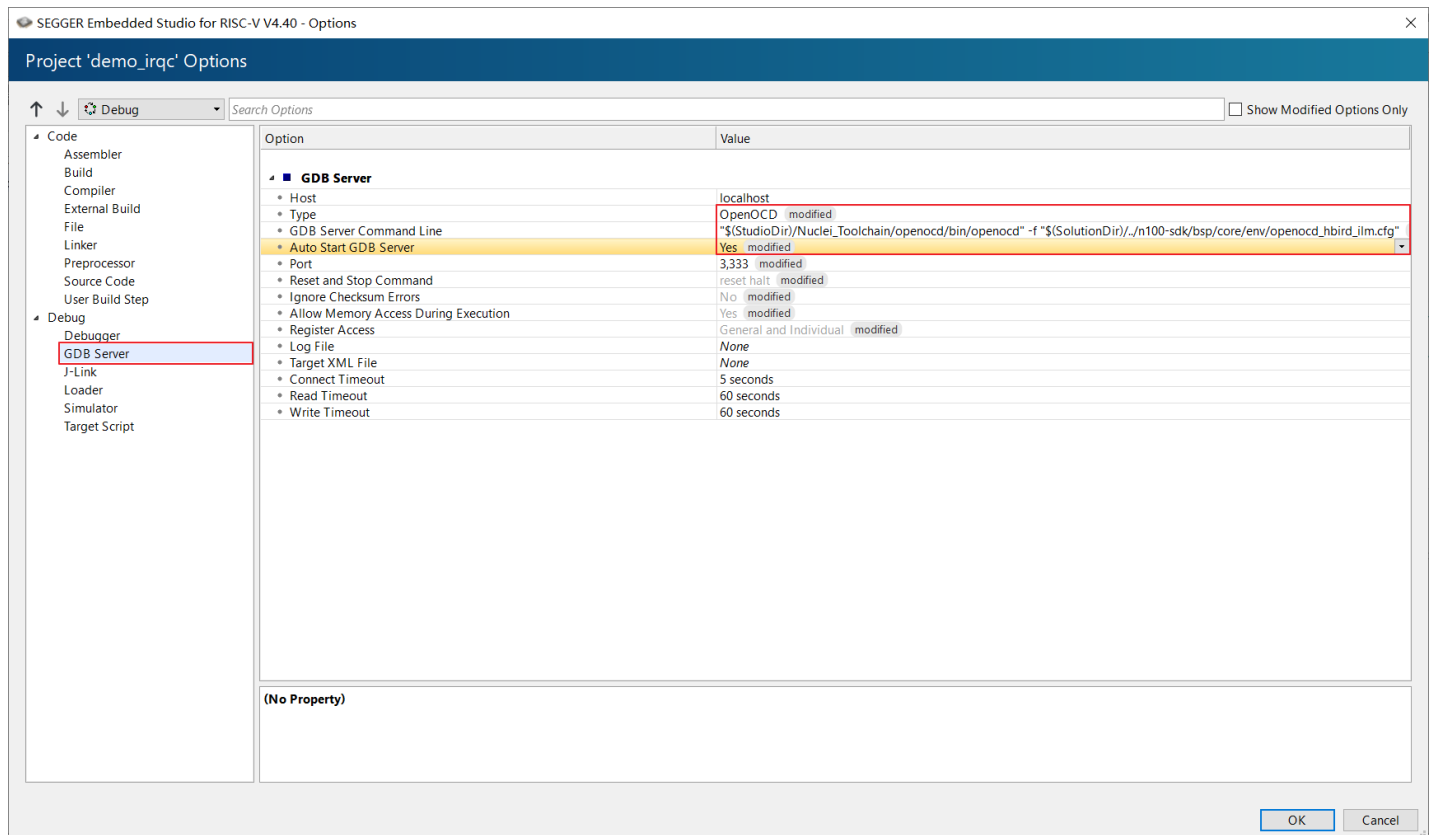 SEGGER Embedded Studio for RISC-V V4.40 - Options
Project 'demo_irqc' Options
Debug
Search Options
Show Modified Options Only
Code
Assembler
Build
Compiler
External Build
File
Linker
Preprocessor
Source Code
User Build Step
Debug
Debugger
GDB Server
J-Link
Loader
Simulator
Target Script
Option Value
GDB Server
Host localhost
Type OpenOCD modified
GDB Server Command Line "$(StudioDir)/Nuclei_Toolchain/openocd/bin/openocd" -f "$(SolutionDir)/../n100-sdk/bsp/core/env/openocd_hbird_ilm.cfg"
Auto Start GDB Server Yes modified
Port 3,333 modified
Reset and Stop Command reset halt modified
Ignore Checksum Errors No modified
Allow Memory Access During Execution Yes modified
Register Access General and Individual modified
Log File None
Target XML File None
Connect Timeout 5 seconds
Read Timeout 60 seconds
Write Timeout 60 seconds
(No Property)
OK Cancel